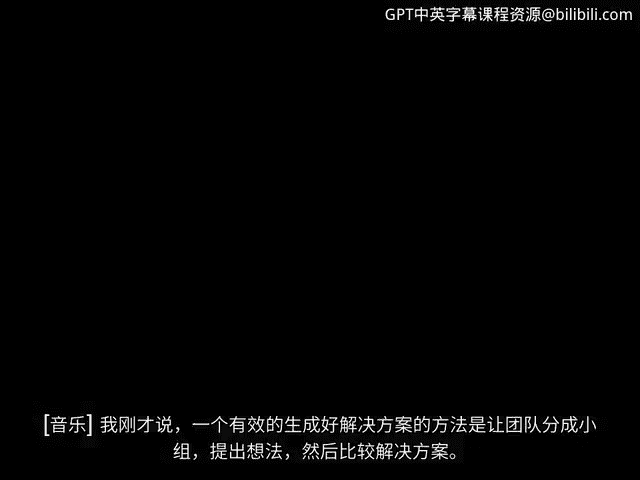 GPT中英字幕课程资源@bilibili.com
[音乐] 我刚才说，一个有效的生成好解决方案的方法是让团队分成小
组，提出想法，然后比较解决方案。